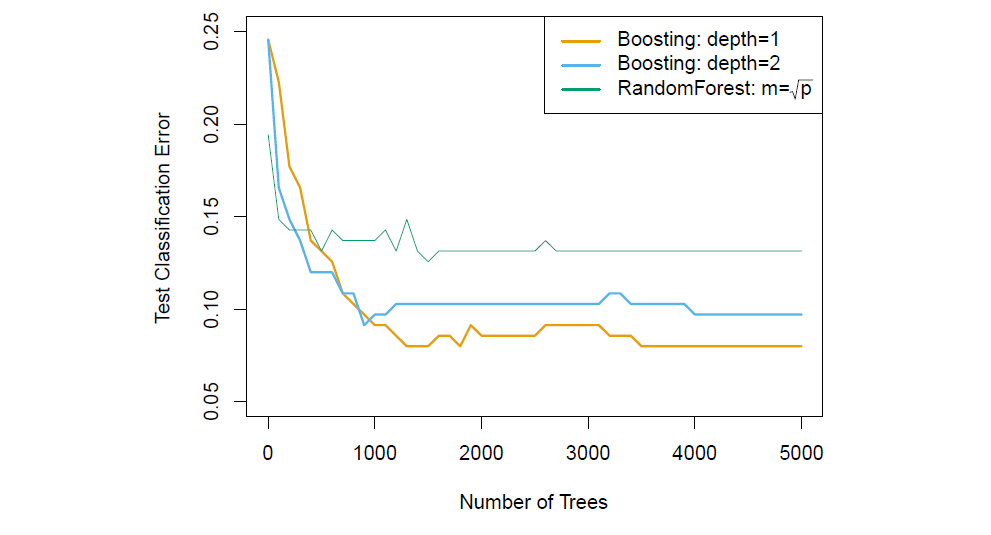 Boosting: depth=1
Boosting: depth=2
RandomForest: m=√p
0.25
0.20
0.15
0.10
0.05
Test Classification Error
0 1000 2000 3000 4000 5000
Number of Trees